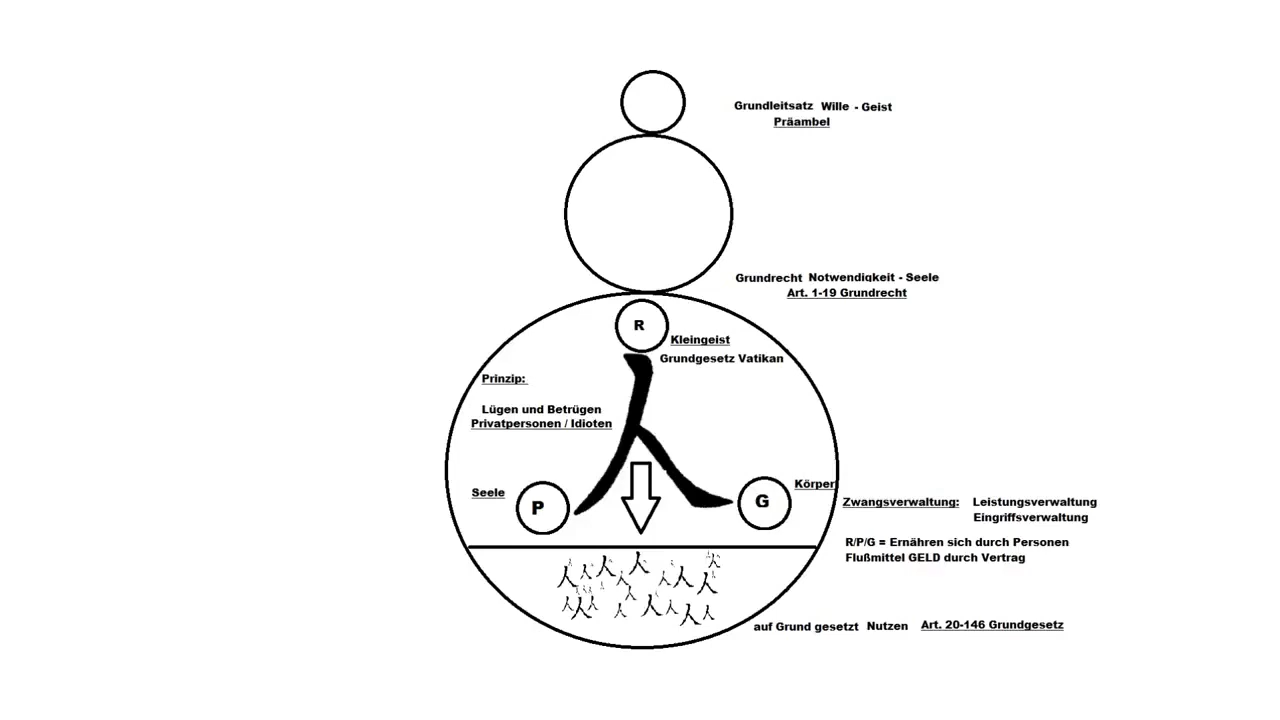 Grundleitsatz Wille - Geist
Präambel
Grundrecht Notwendigkeit - Seele
Art. 1-19 Grundrecht
R
Kleingeist
Grundgesetz Vatikan
Prinzip:
Lügen und Betrügen
Privatpersonen / Idioten
Seele
P
G
Körper
Zwangsverwaltung: Leistungsverwaltung
Eingriffsverwaltung
R/P/G = Ernähren sich durch Personen
Flußmittel GELD durch Vertrag
auf Grund gesetzt Nutzen Art. 20-146 Grundgesetz